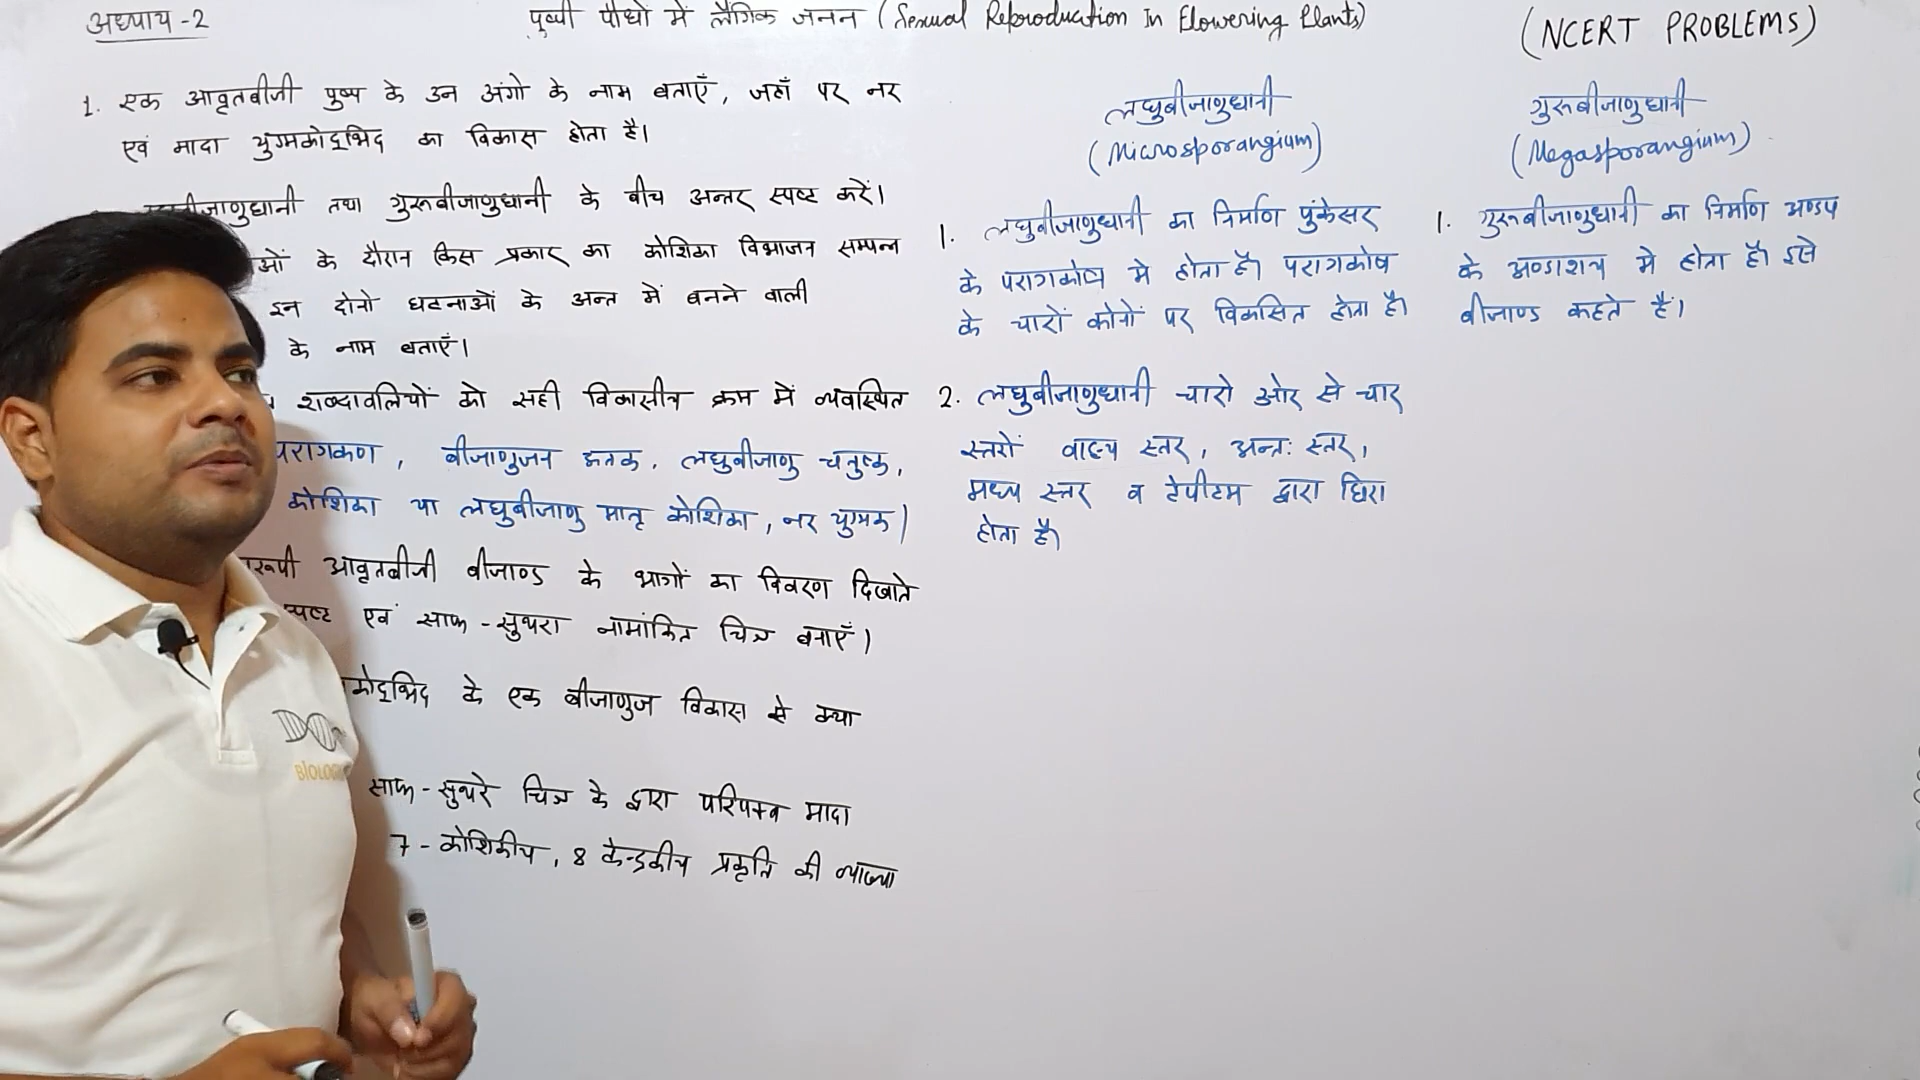 अध्याय -2
पुष्पी पौधों में लैंगिक जनन (Sexual Reproduction In Flowering Plants)
(NCERT PROBLEMS)
1. एक आवृतबीजी पुष्प के उन अंगो के नाम बताएँ, जहाँ पर नर
एवं मादा युग्मकोद्भिद का विकास होता है।
तथा गुरूबीजाणुधानी के बीच अन्तर स्पष्ट करें।
के दौरान किस प्रकार का कोशिका विभाजन सम्पन्न
इन दोनो घटनाओं के अन्त में बनने वाली
के नाम बताएँ।
शब्दावलियों को सही विकासीय क्रम में व्यवस्थित
परागकण, बीजाणुजन ऊतक, लघुबीजाणु चतुष्क,
कोशिका या लघुबीजाणु मातृ कोशिका, नर युग्मक।
आवृतबीजी बीजाण्ड के भागों का विवरण दिखाते
एवं साफ-सुथरा नामांकित चित्र बनाएँ।
के एक बीजाणुज विकास से क्या
साफ-सुथरे चित्र के द्वारा परिपक्व मादा
7-कोशिकीय, 8 केन्द्रकीय प्रकृति की व्याख्या
लघुबीजाणुधानी
(Microsporangium)
1. लघुबीजाणुधानी का निर्माण पुंकेसर
के परागकोष मे होता है। परागकोष
के चारों कोनों पर विकसित होता है।
2. लघुबीजाणुधानी चारो ओर से चार
स्तरों वाह्य स्तर, अन्तः स्तर,
मध्य स्तर व टेपीटम द्वारा घिरा
होता है।
गुरूबीजाणुधानी
(Megasporangium)
1. गुरूबीजाणुधानी का निर्माण अण्डप
के अण्डाशय मे होता है। इसे
बीजाण्ड कहते हैं।